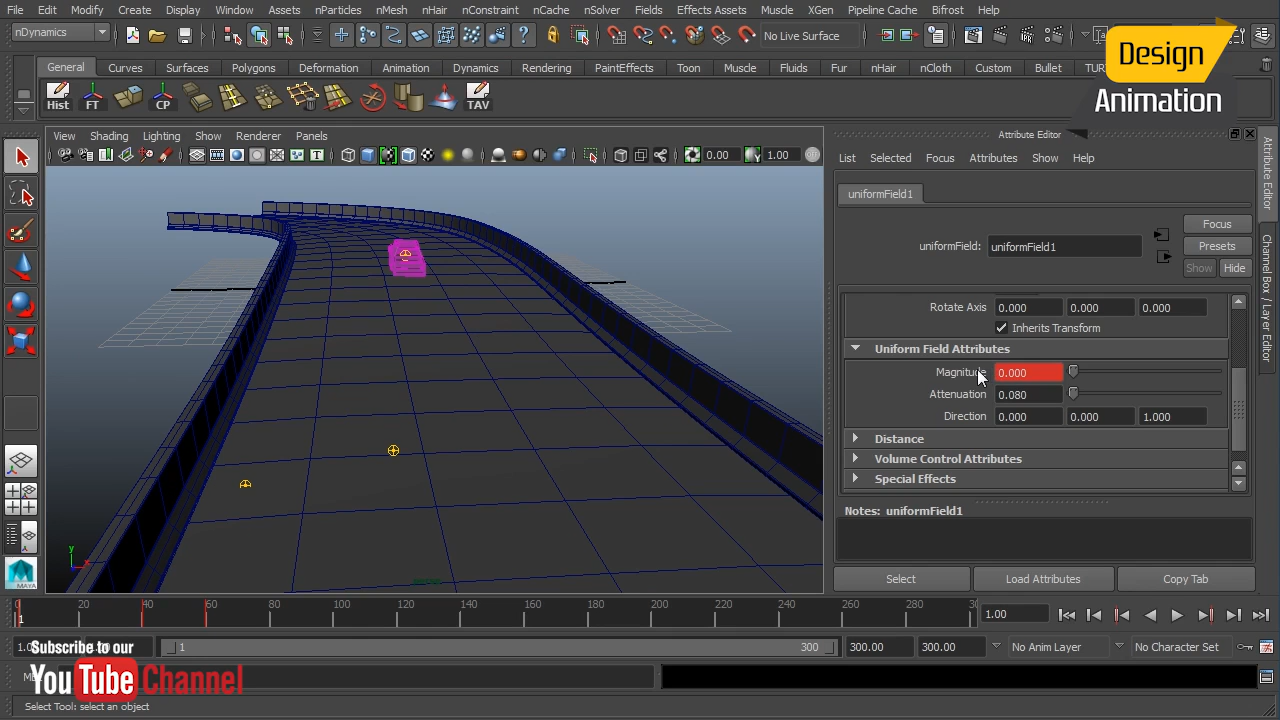 File Edit Modify Create Display Window Assets nParticles nMesh nHair nConstraint nCache nSolver Fields Effects Assets Muscle XGen Pipeline Cache Bifrost Help
nDynamics No Live Surface
Design
Animation
General Curves Surfaces Polygons Deformation Animation Dynamics Rendering PaintEffects Toon Muscle Fluids Fur nHair nCloth Custom Bullet
Hist FT CP TAV
Attribute Editor
View Shading Lighting Show Renderer Panels
0.00 1.00
List Selected Focus Attributes Show Help
uniformField1
Focus
uniformField: uniformField1 Presets
Show Hide
Attribute Editor
Channel Box / Layer Editor
Rotate Axis 0.000 0.000 0.000
Inherits Transform
Uniform Field Attributes
Magnitude 0.000
Attenuation 0.080
Direction 0.000 0.000 1.000
Distance
Volume Control Attributes
Special Effects
Notes: uniformField1
y
MAYA
persp
Select Load Attributes Copy Tab
0 20 40 60 80 100 120 140 160 180 200 220 240 260 280 30
1
1.00
Subscribe to our
1 300 300.00 300.00 No Anim Layer No Character Set
YouTube Channel
Select Tool: select an object